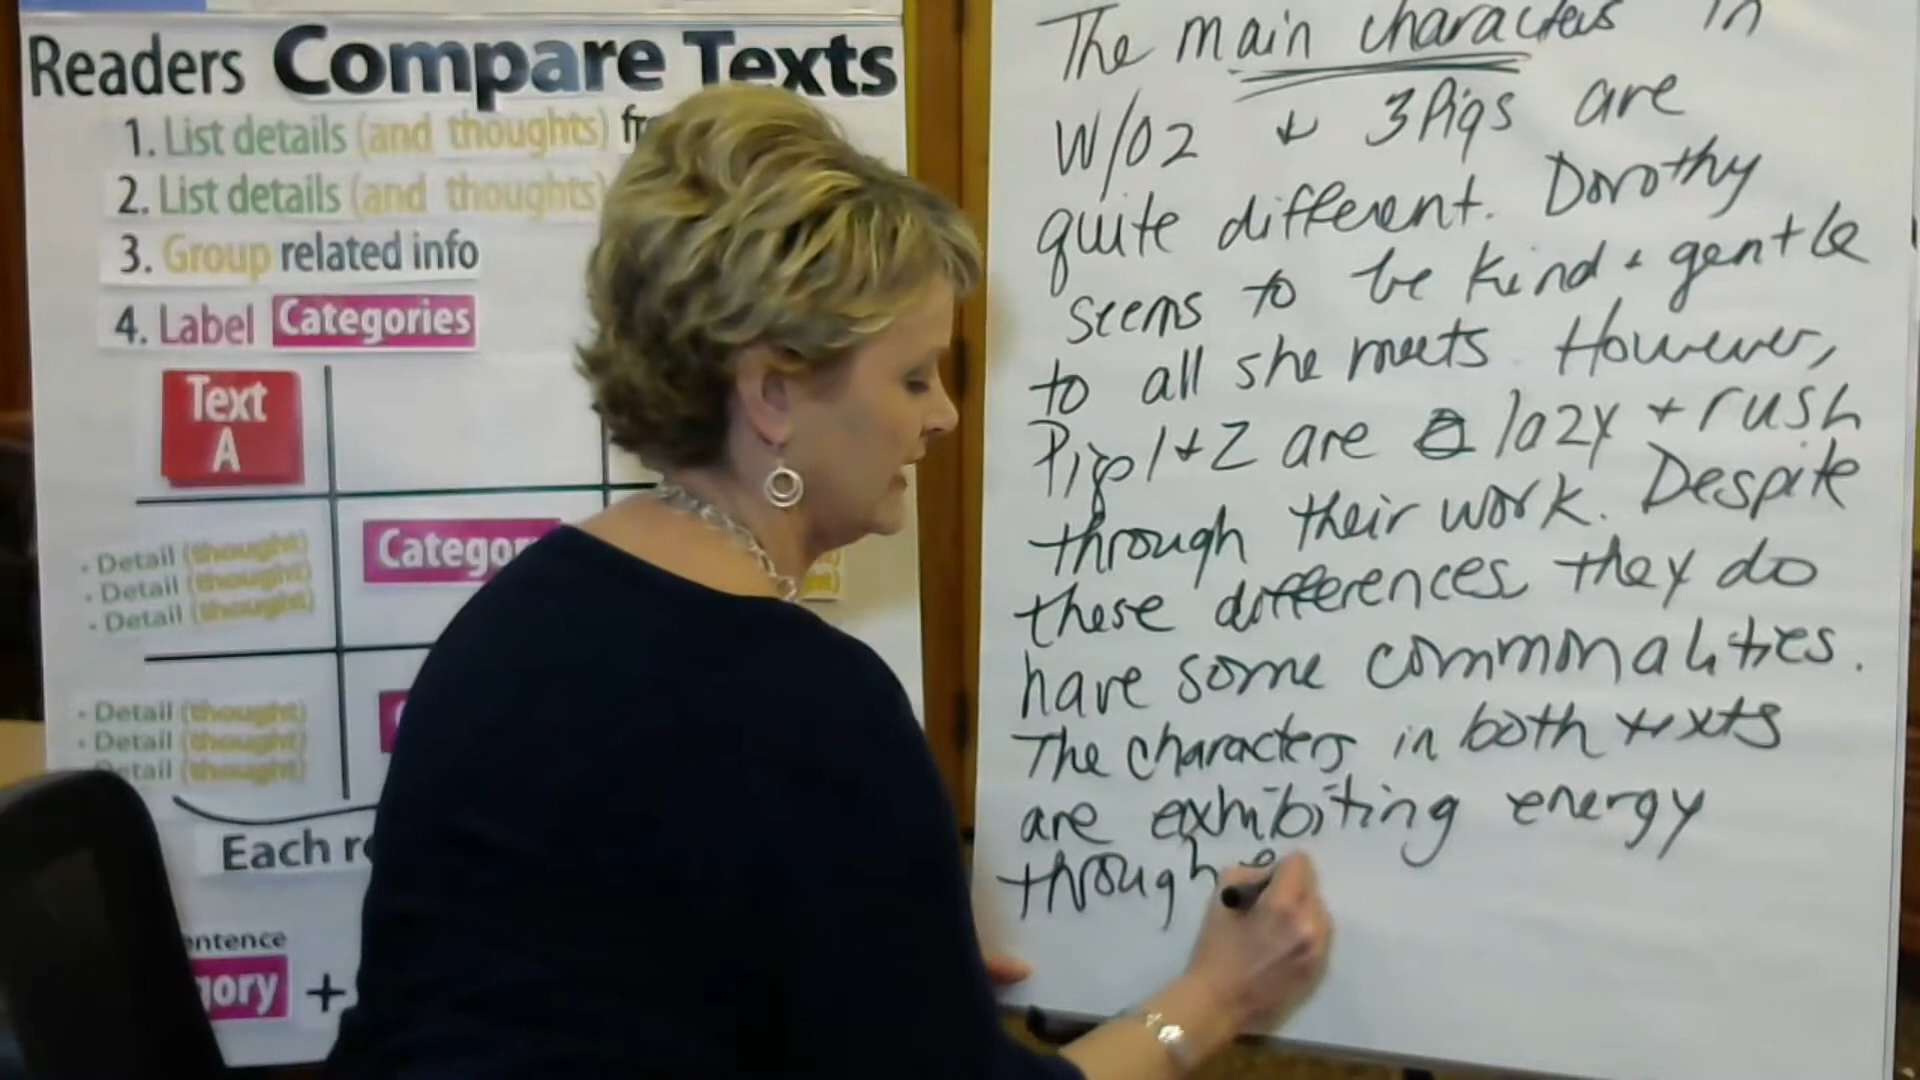 Readers Compare Texts
1. List details (and thoughts)
2. List details (and thoughts)
3. Group related info
4. Label Categories
Text
A
• Detail (thought)
• Detail (thought)
• Detail (thought)
• Detail (thought)
• Detail (thought)
Detail (thought)
Each
+
The main characters in
W/OZ + 3 Pigs are
quite different. Dorothy
seems to be kind + gentle
to all she meets. However,
Pigs 1 + 2 are lazy + rush
through their work. Despite
these differences they do
have some commonalities.
The characters in both texts
are exhibiting energy
through